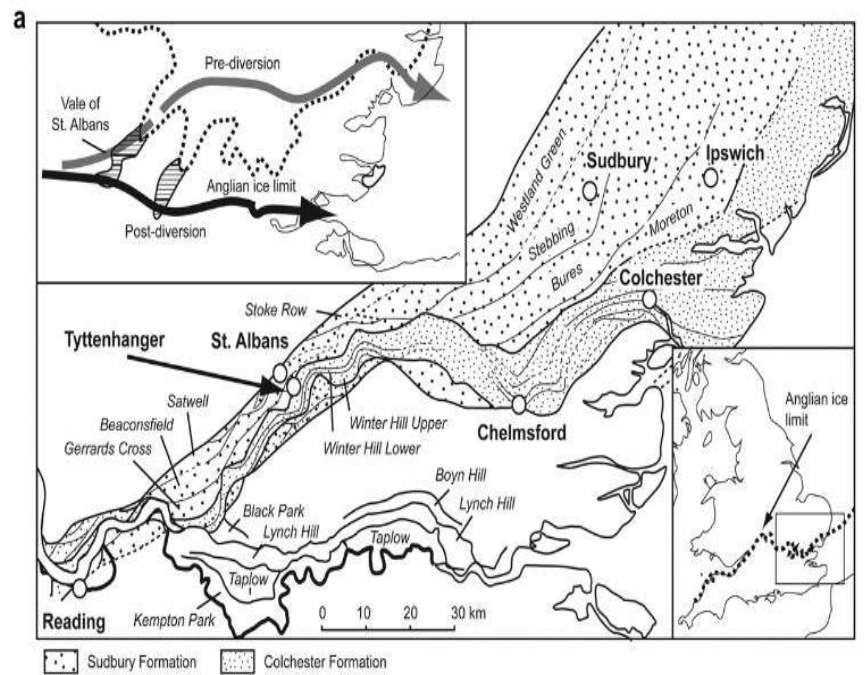 a
Pre-diversion
Vale of
St. Albans
Anglian ice limit
Post-diversion
Westland Green
Sudbury
Ipswich
Stebbing
Moreton
Bures
Colchester
Stoke Row
Tyttenhanger
St. Albans
Satwell
Beaconsfield
Gerrards Cross
Winter Hill Upper
Winter Hill Lower
Chelmsford
Anglian ice
limit
Boyn Hill
Black Park
Lynch Hill
Lynch Hill
Taplow
Taplow
Kempton Park
Reading
0 10 20 30 km
Sudbury Formation Colchester Formation